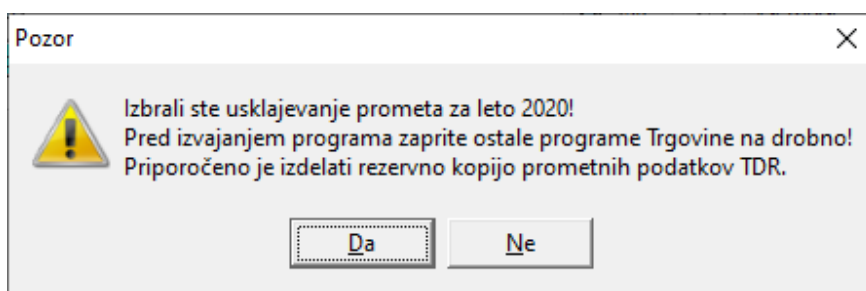 Pozor
Izbrali ste usklajevanje prometa za leto 2020!
Pred izvajanjem programa zaprite ostale programe Trgovine na drobno!
Priporočeno je izdelati rezervno kopijo prometnih podatkov TDR.
Da
Ne